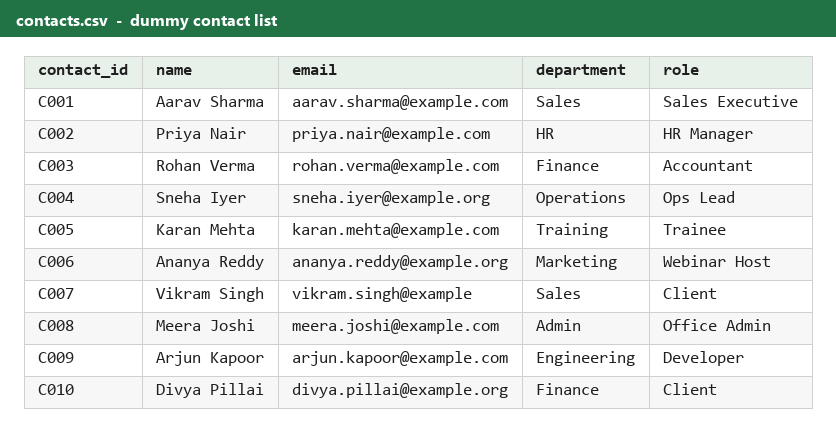 contacts.csv - dummy contact list
contact_id name email department role
C001 Aarav Sharma aarav.sharma@example.com Sales Sales Executive
C002 Priya Nair priya.nair@example.com HR HR Manager
C003 Rohan Verma rohan.verma@example.com Finance Accountant
C004 Sneha Iyer sneha.iyer@example.org Operations Ops Lead
C005 Karan Mehta karan.mehta@example.com Training Trainee
C006 Ananya Reddy ananya.reddy@example.org Marketing Webinar Host
C007 Vikram Singh vikram.singh@example Sales Client
C008 Meera Joshi meera.joshi@example.com Admin Office Admin
C009 Arjun Kapoor arjun.kapoor@example.com Engineering Developer
C010 Divya Pillai divya.pillai@example.org Finance Client